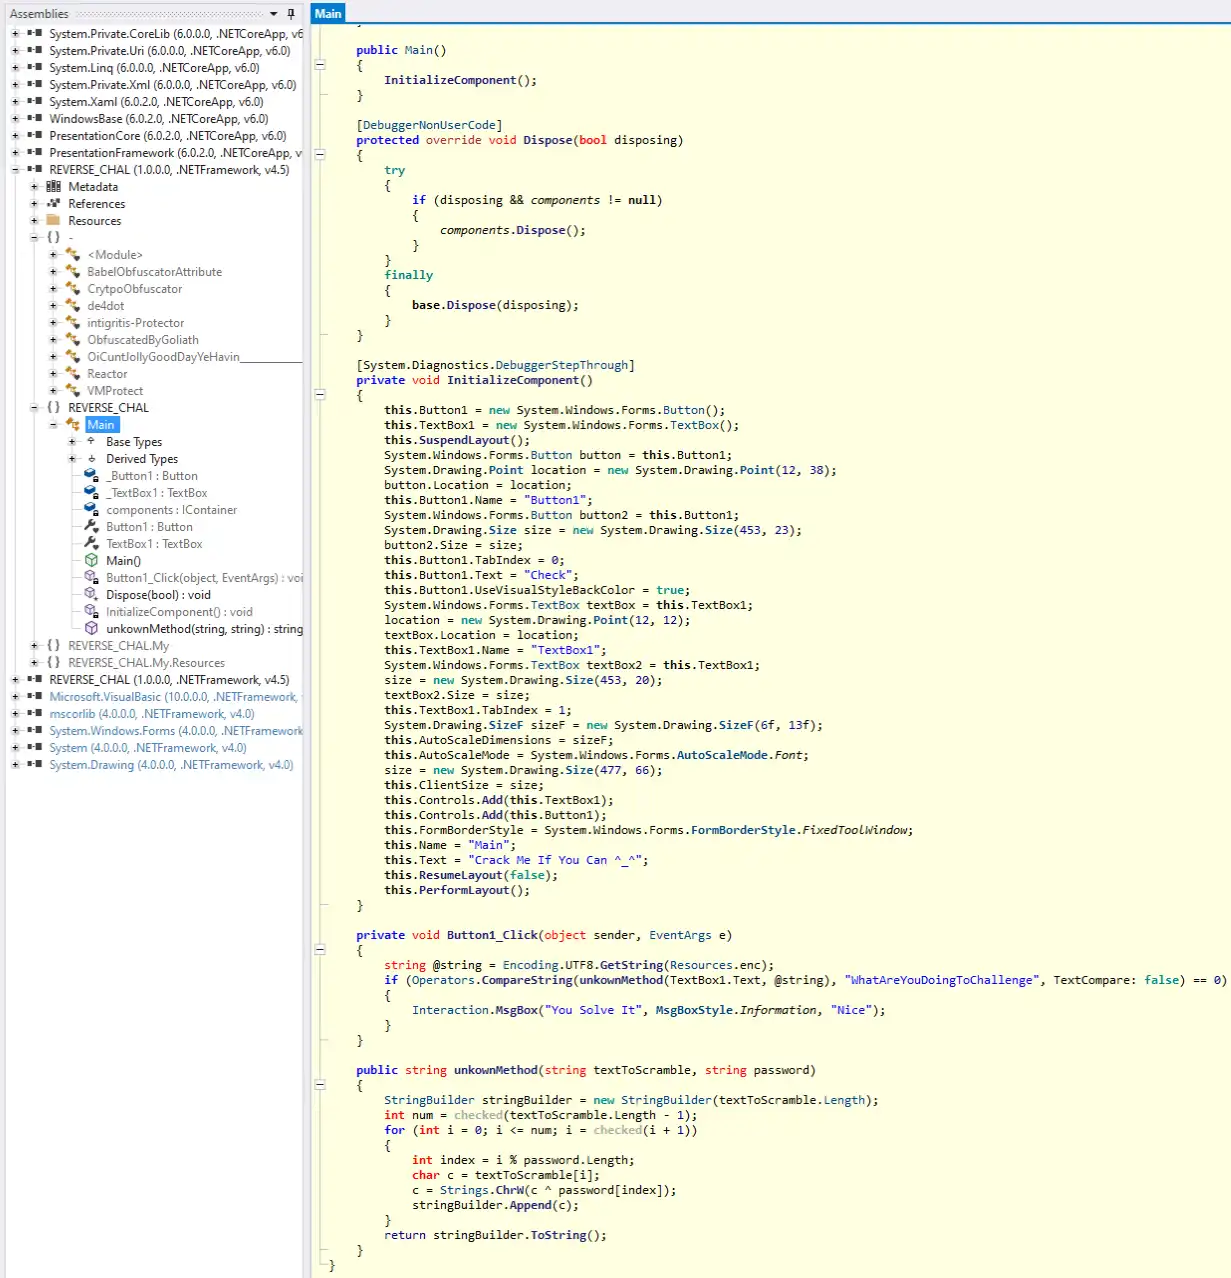 Assemblies
System.Private.CoreLib (6.0.0.0, .NETCoreApp, v6
System.Private.Uri (6.0.0.0, .NETCoreApp, v6.0)
System.Linq (6.0.0.0, .NETCoreApp, v6.0)
System.Private.Xml (6.0.0.0, .NETCoreApp, v6.0)
System.Xaml (6.0.2.0, .NETCoreApp, v6.0)
WindowsBase (6.0.2.0, .NETCoreApp, v6.0)
PresentationCore (6.0.2.0, .NETCoreApp, v6.0)
PresentationFramework (6.0.2.0, .NETCoreApp, v
REVERSE_CHAL (1.0.0.0, .NETFramework, v4.5)
Metadata
References
Resources
{ } -
<Module>
BabelObfuscatorAttribute
CrytpoObfuscator
de4dot
intigritis-Protector
ObfuscatedByGoliath
OiCuntJollyGoodDayYeHavin____________
Reactor
VMProtect
{ } REVERSE_CHAL
Main
Base Types
Derived Types
_Button1 : Button
_TextBox1 : TextBox
components : IContainer
Button1 : Button
TextBox1 : TextBox
Main()
Button1_Click(object, EventArgs) : voi
Dispose(bool) : void
InitializeComponent() : void
unkownMethod(string, string) : string
{ } REVERSE_CHAL.My
{ } REVERSE_CHAL.My.Resources
REVERSE_CHAL (1.0.0.0, .NETFramework, v4.5)
Microsoft.VisualBasic (10.0.0.0, .NETFramework,
mscorlib (4.0.0.0, .NETFramework, v4.0)
System.Windows.Forms (4.0.0.0, .NETFramework
System (4.0.0.0, .NETFramework, v4.0)
System.Drawing (4.0.0.0, .NETFramework, v4.0)
Main
public Main()
{
InitializeComponent();
}
[DebuggerNonUserCode]
protected override void Dispose(bool disposing)
{
try
{
if (disposing && components != null)
{
components.Dispose();
}
}
finally
{
base.Dispose(disposing);
}
}
[System.Diagnostics.DebuggerStepThrough]
private void InitializeComponent()
{
this.Button1 = new System.Windows.Forms.Button();
this.TextBox1 = new System.Windows.Forms.TextBox();
this.SuspendLayout();
System.Windows.Forms.Button button = this.Button1;
System.Drawing.Point location = new System.Drawing.Point(12, 38);
button.Location = location;
this.Button1.Name = "Button1";
System.Windows.Forms.Button button2 = this.Button1;
System.Drawing.Size size = new System.Drawing.Size(453, 23);
button2.Size = size;
this.Button1.TabIndex = 0;
this.Button1.Text = "Check";
this.Button1.UseVisualStyleBackColor = true;
System.Windows.Forms.TextBox textBox = this.TextBox1;
location = new System.Drawing.Point(12, 12);
textBox.Location = location;
this.TextBox1.Name = "TextBox1";
System.Windows.Forms.TextBox textBox2 = this.TextBox1;
size = new System.Drawing.Size(453, 20);
textBox2.Size = size;
this.TextBox1.TabIndex = 1;
System.Drawing.SizeF sizeF = new System.Drawing.SizeF(6f, 13f);
this.AutoScaleDimensions = sizeF;
this.AutoScaleMode = System.Windows.Forms.AutoScaleMode.Font;
size = new System.Drawing.Size(477, 66);
this.ClientSize = size;
this.Controls.Add(this.TextBox1);
this.Controls.Add(this.Button1);
this.FormBorderStyle = System.Windows.Forms.FormBorderStyle.FixedToolWindow;
this.Name = "Main";
this.Text = "Crack Me If You Can ^_^";
this.ResumeLayout(false);
this.PerformLayout();
}
private void Button1_Click(object sender, EventArgs e)
{
string @string = Encoding.UTF8.GetString(Resources.enc);
if (Operators.CompareString(unkownMethod(TextBox1.Text, @string), "WhatAreYouDoingToChallenge", TextCompare: false) == 0)
{
Interaction.MsgBox("You Solve It", MsgBoxStyle.Information, "Nice");
}
}
public string unkownMethod(string textToScramble, string password)
{
StringBuilder stringBuilder = new StringBuilder(textToScramble.Length);
int num = checked(textToScramble.Length - 1);
for (int i = 0; i <= num; i = checked(i + 1))
{
int index = i % password.Length;
char c = textToScramble[i];
c = Strings.ChrW(c ^ password[index]);
stringBuilder.Append(c);
}
return stringBuilder.ToString();
}
}